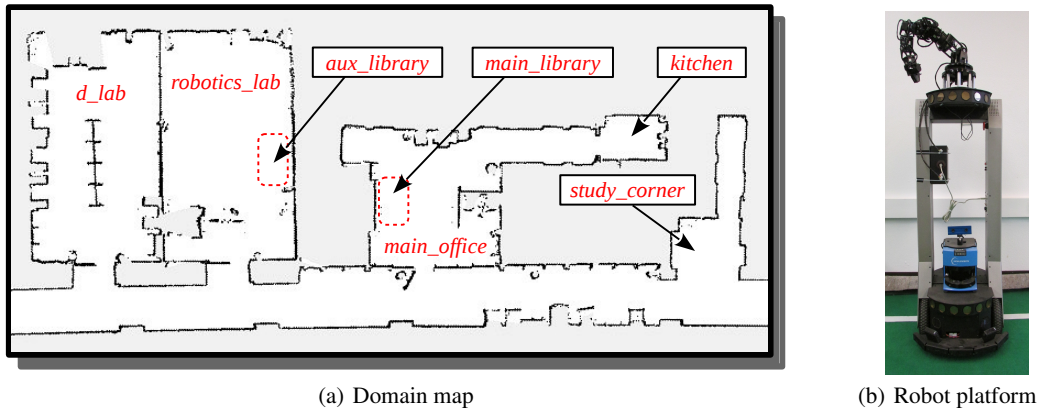 aux_library
main_library
kitchen
robotics_lab
d_lab
study_corner
main_office
(a) Domain map
(b) Robot platform